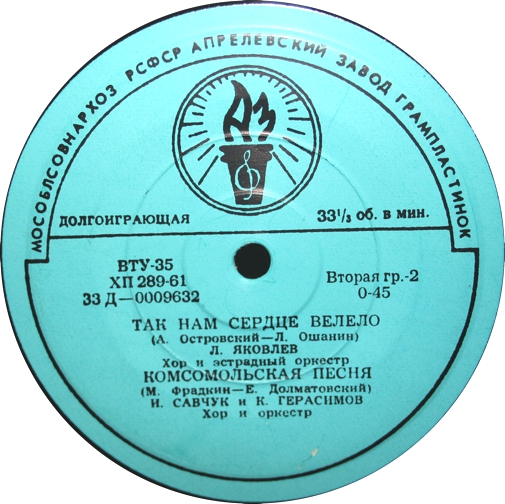 МОСОБЛСОВНАРХОЗ РСФСР АПРЕЛЕВСКИЙ ЗАВОД ГРАМПЛАСТИНОК
АЗ
ДОЛГОИГРАЮЩАЯ
33¹/₃ об. в мин.
ВТУ-35
ХП 289-61
33 Д—0009632
Вторая гр.-2
0-45
ТАК НАМ СЕРДЦЕ ВЕЛЕЛО
(А. Островский—Л. Ошанин)
Л. ЯКОВЛЕВ
Хор и эстрадный оркестр
КОМСОМОЛЬСКАЯ ПЕСНЯ
(М. Фрадкин—Е. Долматовский)
И. САВЧУК и К. ГЕРАСИМОВ
Хор и оркестр